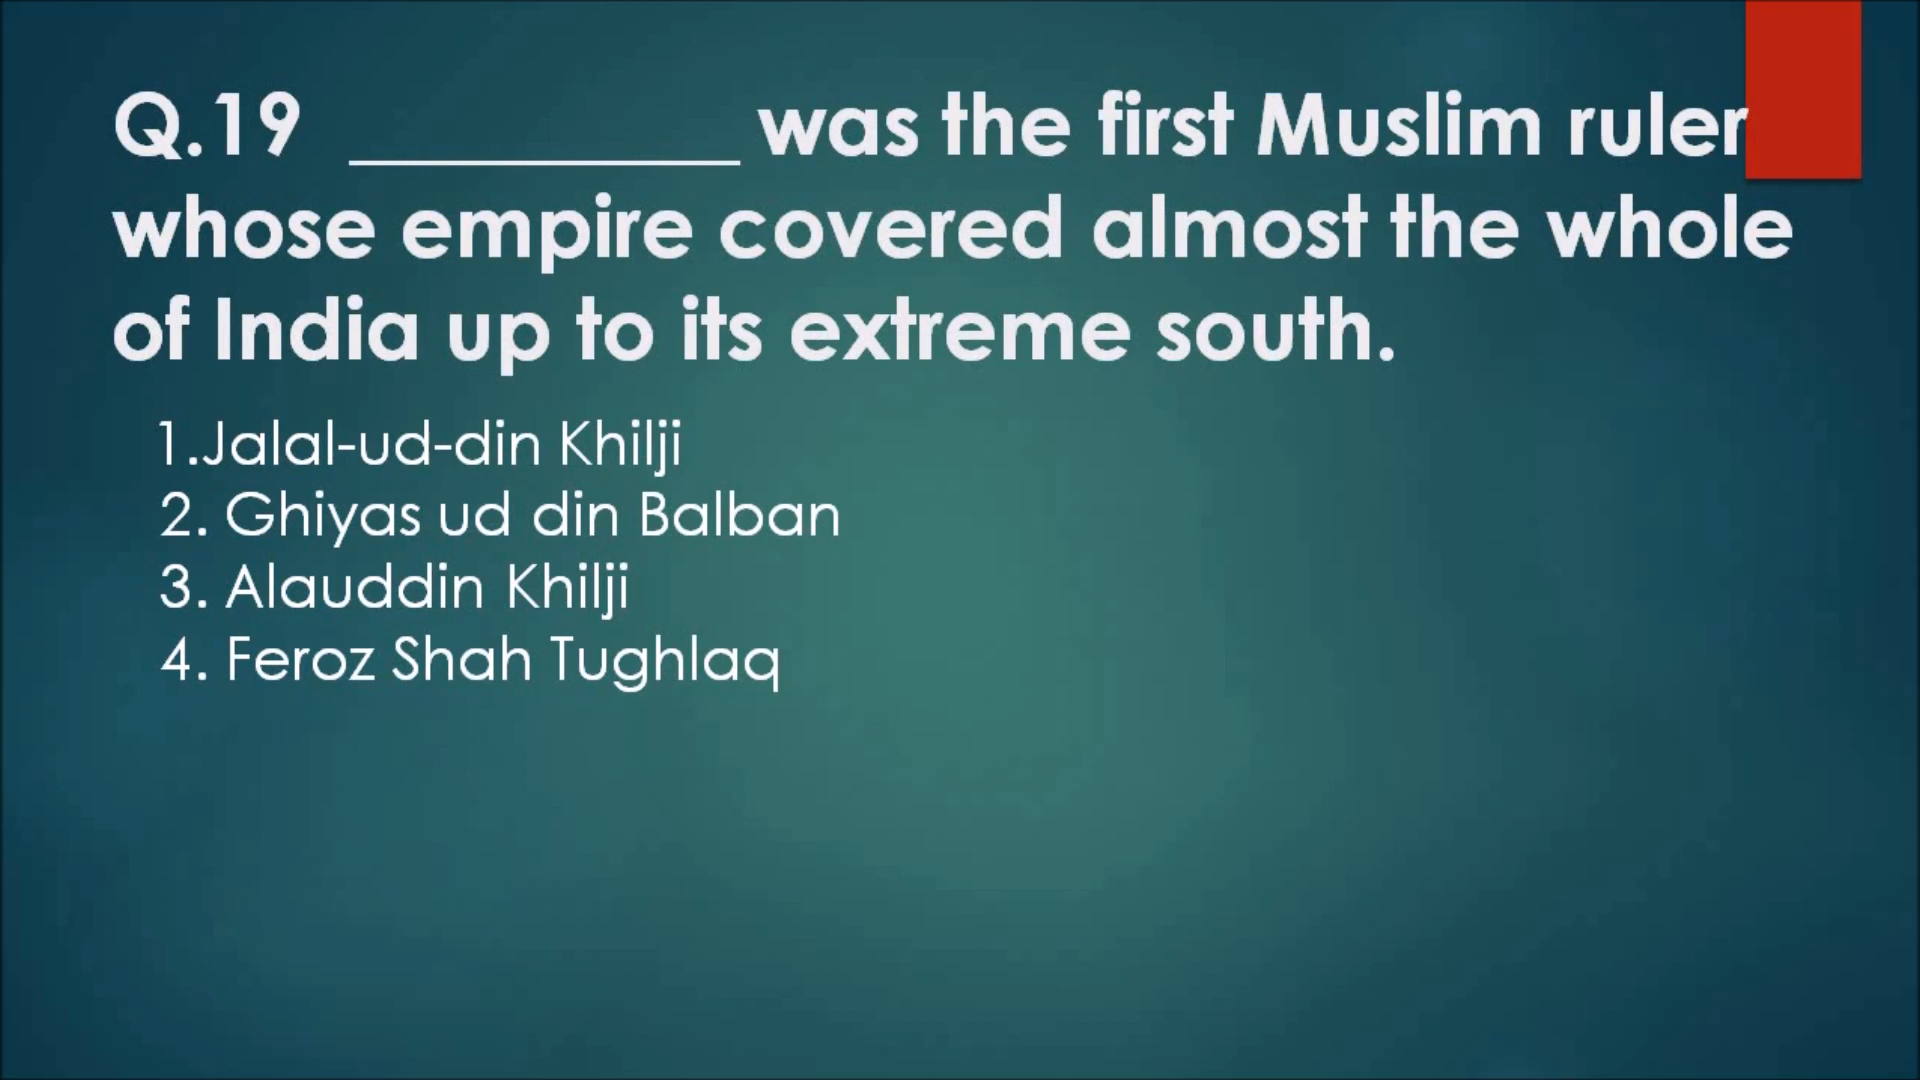 Q.19 __________ was the first Muslim ruler
whose empire covered almost the whole
of India up to its extreme south.
1.Jalal-ud-din Khilji
2. Ghiyas ud din Balban
3. Alauddin Khilji
4. Feroz Shah Tughlaq